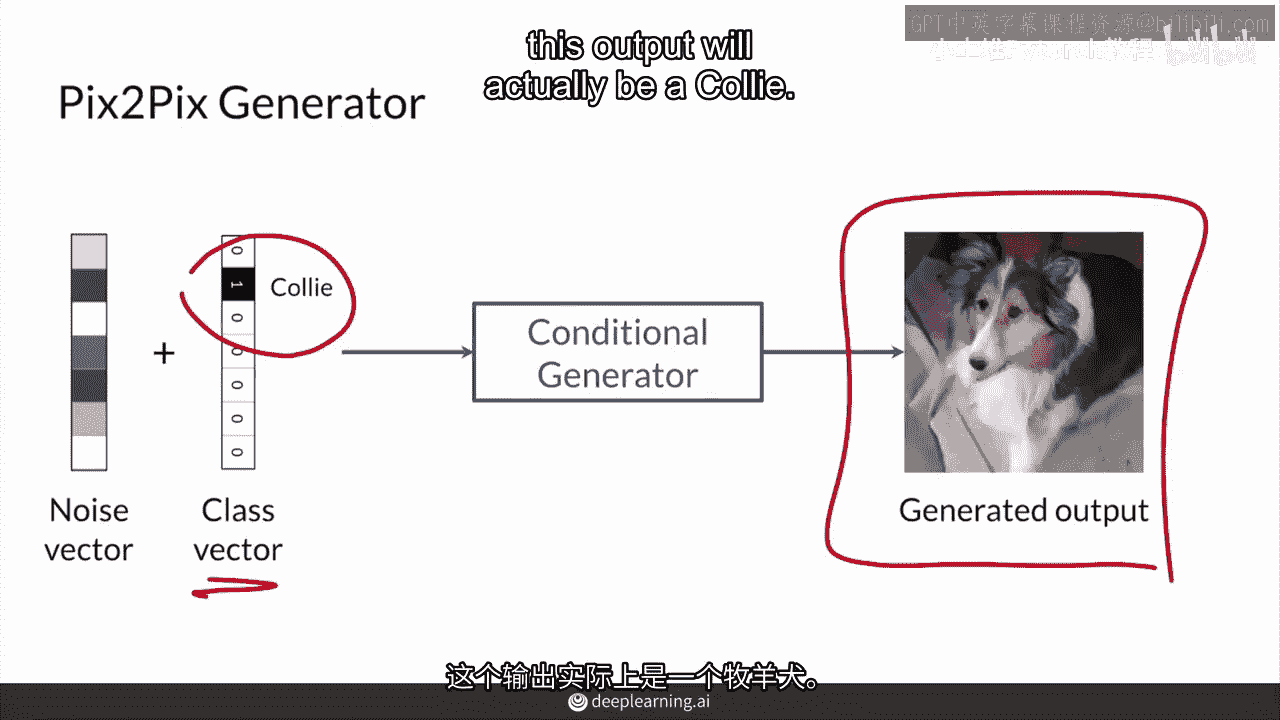 GPT中英字幕课程资源@bilibili.com
this output will
actually be a Collie.
Pix2Pix Generator
0
1
0
0
0
0
0
Collie
+
Conditional
Generator
Noise
vector
Class
vector
Generated output
这个输出实际上是一个牧羊犬。
deeplearning.ai